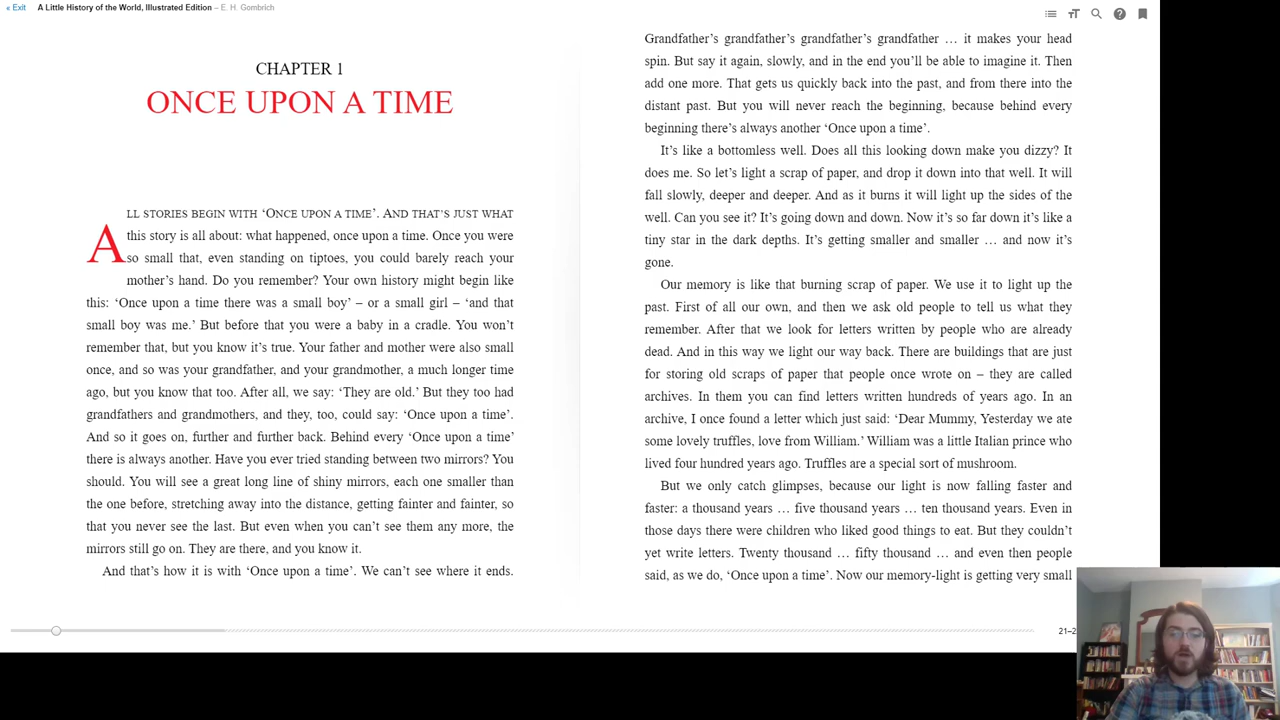 « Exit A Little History of the World, Illustrated Edition – E. H. Gombrich
CHAPTER 1
ONCE UPON A TIME
ALL STORIES BEGIN WITH ‘ONCE UPON A TIME’. AND THAT’S JUST WHAT
this story is all about: what happened, once upon a time. Once you were
so small that, even standing on tiptoes, you could barely reach your
mother’s hand. Do you remember? Your own history might begin like
this: ‘Once upon a time there was a small boy’ – or a small girl – ‘and that
small boy was me.’ But before that you were a baby in a cradle. You won’t
remember that, but you know it’s true. Your father and mother were also small
once, and so was your grandfather, and your grandmother, a much longer time
ago, but you know that too. After all, we say: ‘They are old.’ But they too had
grandfathers and grandmothers, and they, too, could say: ‘Once upon a time’.
And so it goes on, further and further back. Behind every ‘Once upon a time’
there is always another. Have you ever tried standing between two mirrors? You
should. You will see a great long line of shiny mirrors, each one smaller than
the one before, stretching away into the distance, getting fainter and fainter, so
that you never see the last. But even when you can’t see them any more, the
mirrors still go on. They are there, and you know it.
And that’s how it is with ‘Once upon a time’. We can’t see where it ends.
Grandfather’s grandfather’s grandfather’s grandfather … it makes your head
spin. But say it again, slowly, and in the end you’ll be able to imagine it. Then
add one more. That gets us quickly back into the past, and from there into the
distant past. But you will never reach the beginning, because behind every
beginning there’s always another ‘Once upon a time’.
It’s like a bottomless well. Does all this looking down make you dizzy? It
does me. So let’s light a scrap of paper, and drop it down into that well. It will
fall slowly, deeper and deeper. And as it burns it will light up the sides of the
well. Can you see it? It’s going down and down. Now it’s so far down it’s like a
tiny star in the dark depths. It’s getting smaller and smaller … and now it’s
gone.
Our memory is like that burning scrap of paper. We use it to light up the
past. First of all our own, and then we ask old people to tell us what they
remember. After that we look for letters written by people who are already
dead. And in this way we light our way back. There are buildings that are just
for storing old scraps of paper that people once wrote on – they are called
archives. In them you can find letters written hundreds of years ago. In an
archive, I once found a letter which just said: ‘Dear Mummy, Yesterday we ate
some lovely truffles, love from William.’ William was a little Italian prince who
lived four hundred years ago. Truffles are a special sort of mushroom.
But we only catch glimpses, because our light is now falling faster and
faster: a thousand years … five thousand years … ten thousand years. Even in
those days there were children who liked good things to eat. But they couldn’t
yet write letters. Twenty thousand … fifty thousand … and even then people
said, as we do, ‘Once upon a time’. Now our memory-light is getting very small
21–2